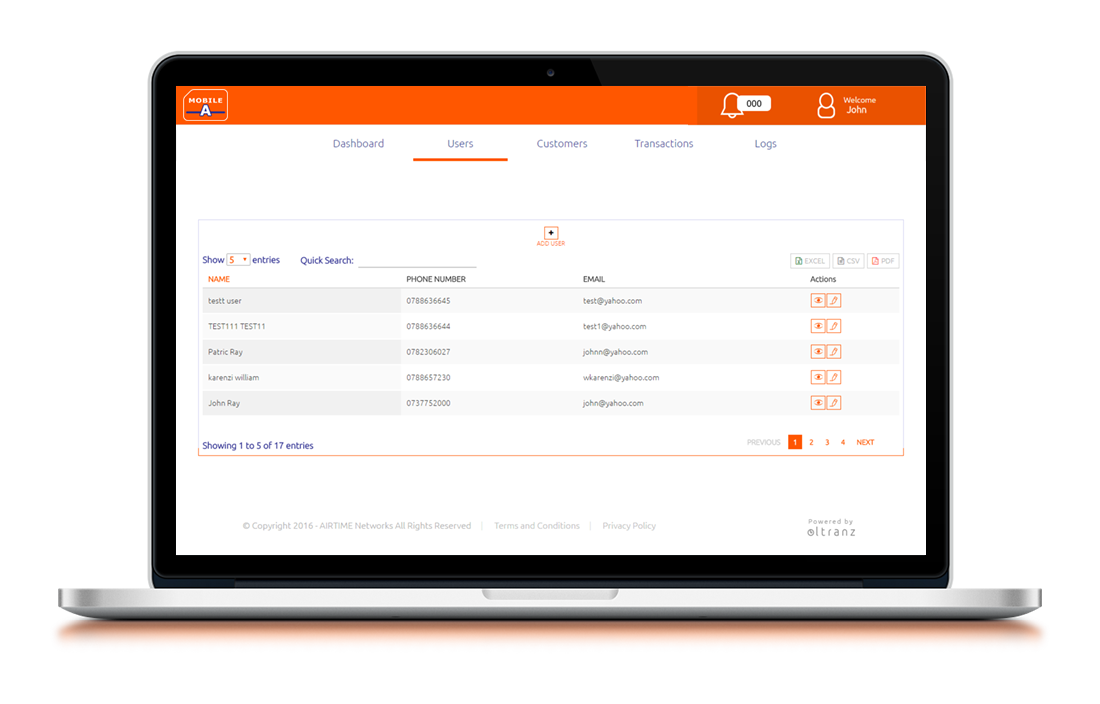 MOBILE
A
000
Welcome
John
Dashboard Users Customers Transactions Logs
+
ADD USER
Show 5 entries Quick Search: EXCEL CSV PDF
NAME PHONE NUMBER EMAIL Actions
testt user 0788636645 test@yahoo.com
TEST111 TEST11 0788636644 test1@yahoo.com
Patric Ray 0782306027 johnn@yahoo.com
karenzi william 0788657230 wkarenzi@yahoo.com
John Ray 0737752000 john@yahoo.com
Showing 1 to 5 of 17 entries PREVIOUS 1 2 3 4 NEXT
© Copyright 2016 - AIRTIME Networks All Rights Reserved | Terms and Conditions | Privacy Policy
Powered by
oltranz